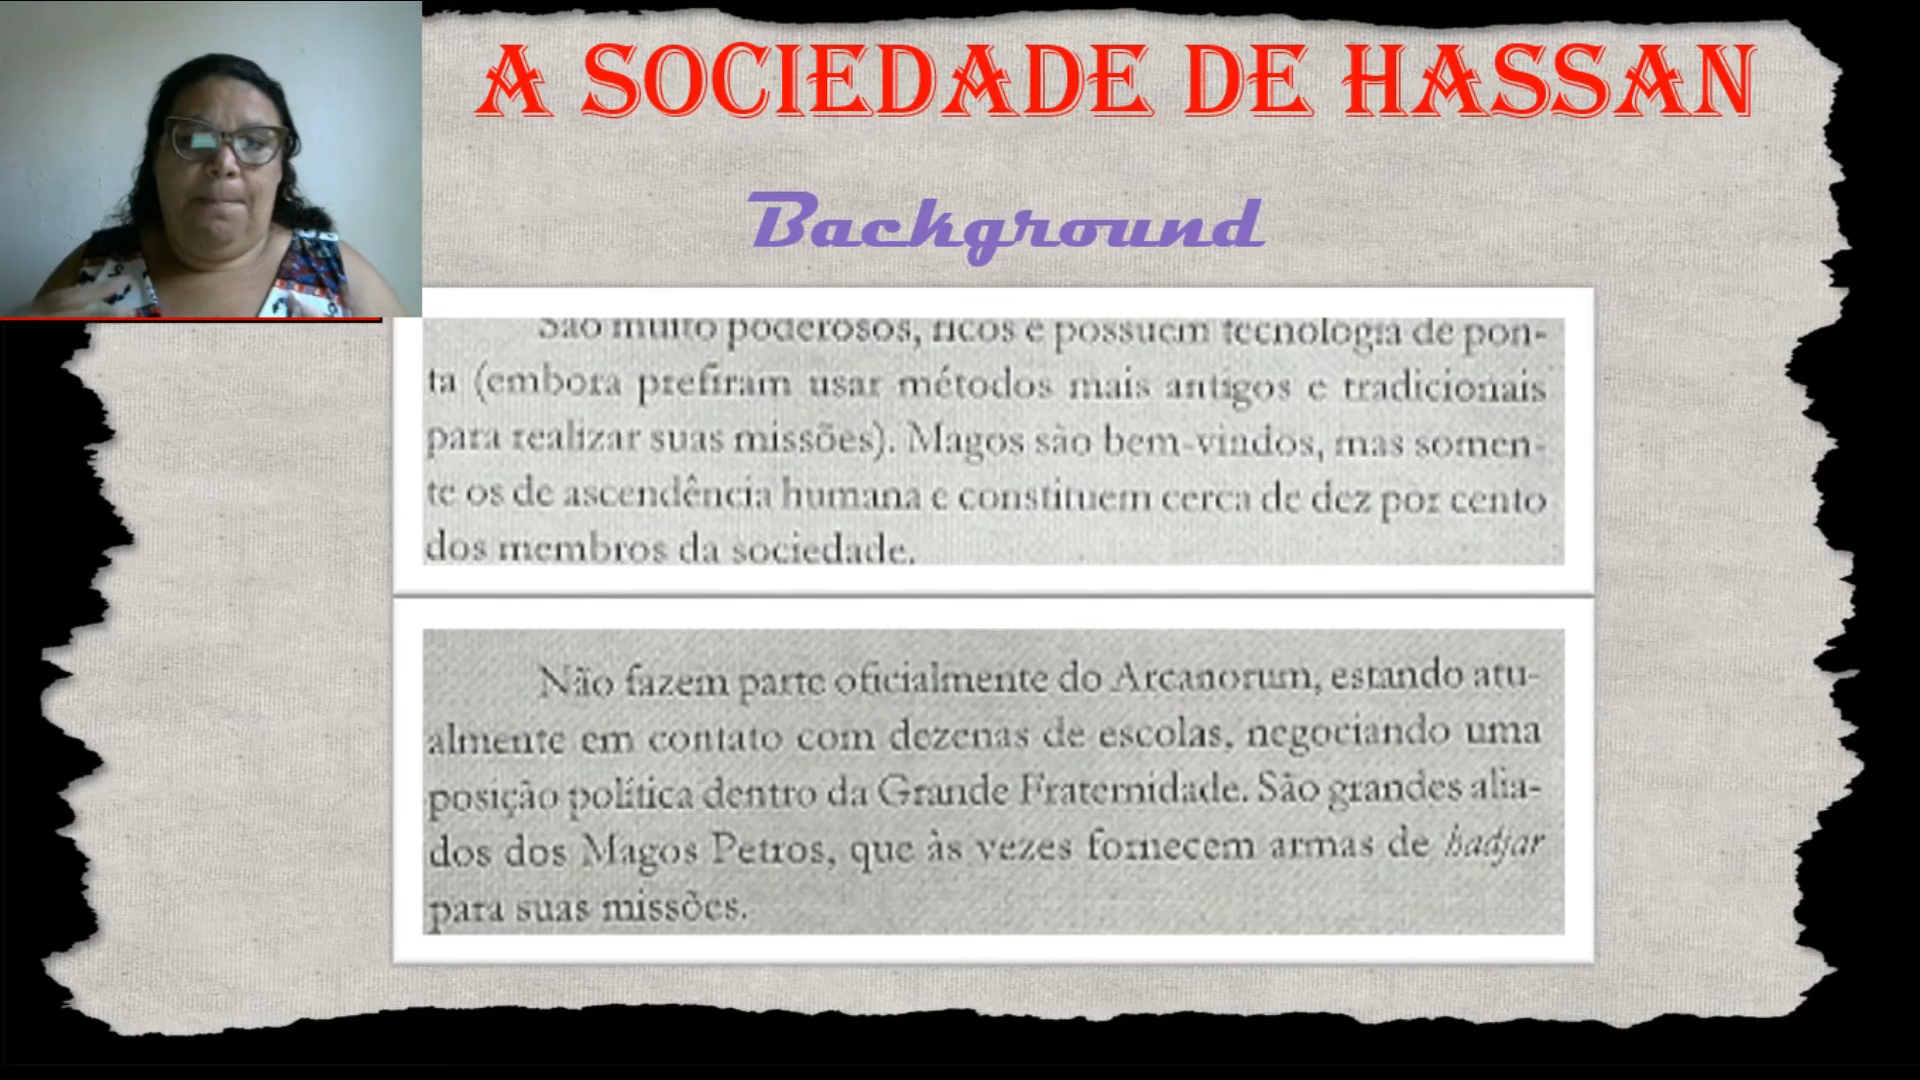 A SOCIEDADE DE HASSAN
Background
São muito poderosos, ricos e possuem tecnologia de pon-
ta (embora prefiram usar métodos mais antigos e tradicionais
para realizar suas missões). Magos são bem-vindos, mas somen-
te os de ascendência humana e constituem cerca de dez por cento
dos membros da sociedade.
Não fazem parte oficialmente do Arcanorum, estando atu-
almente em contato com dezenas de escolas, negociando uma
posição política dentro da Grande Fraternidade. São grandes alia-
dos dos Magos Petros, que às vezes fornecem armas de hadjar
para suas missões.